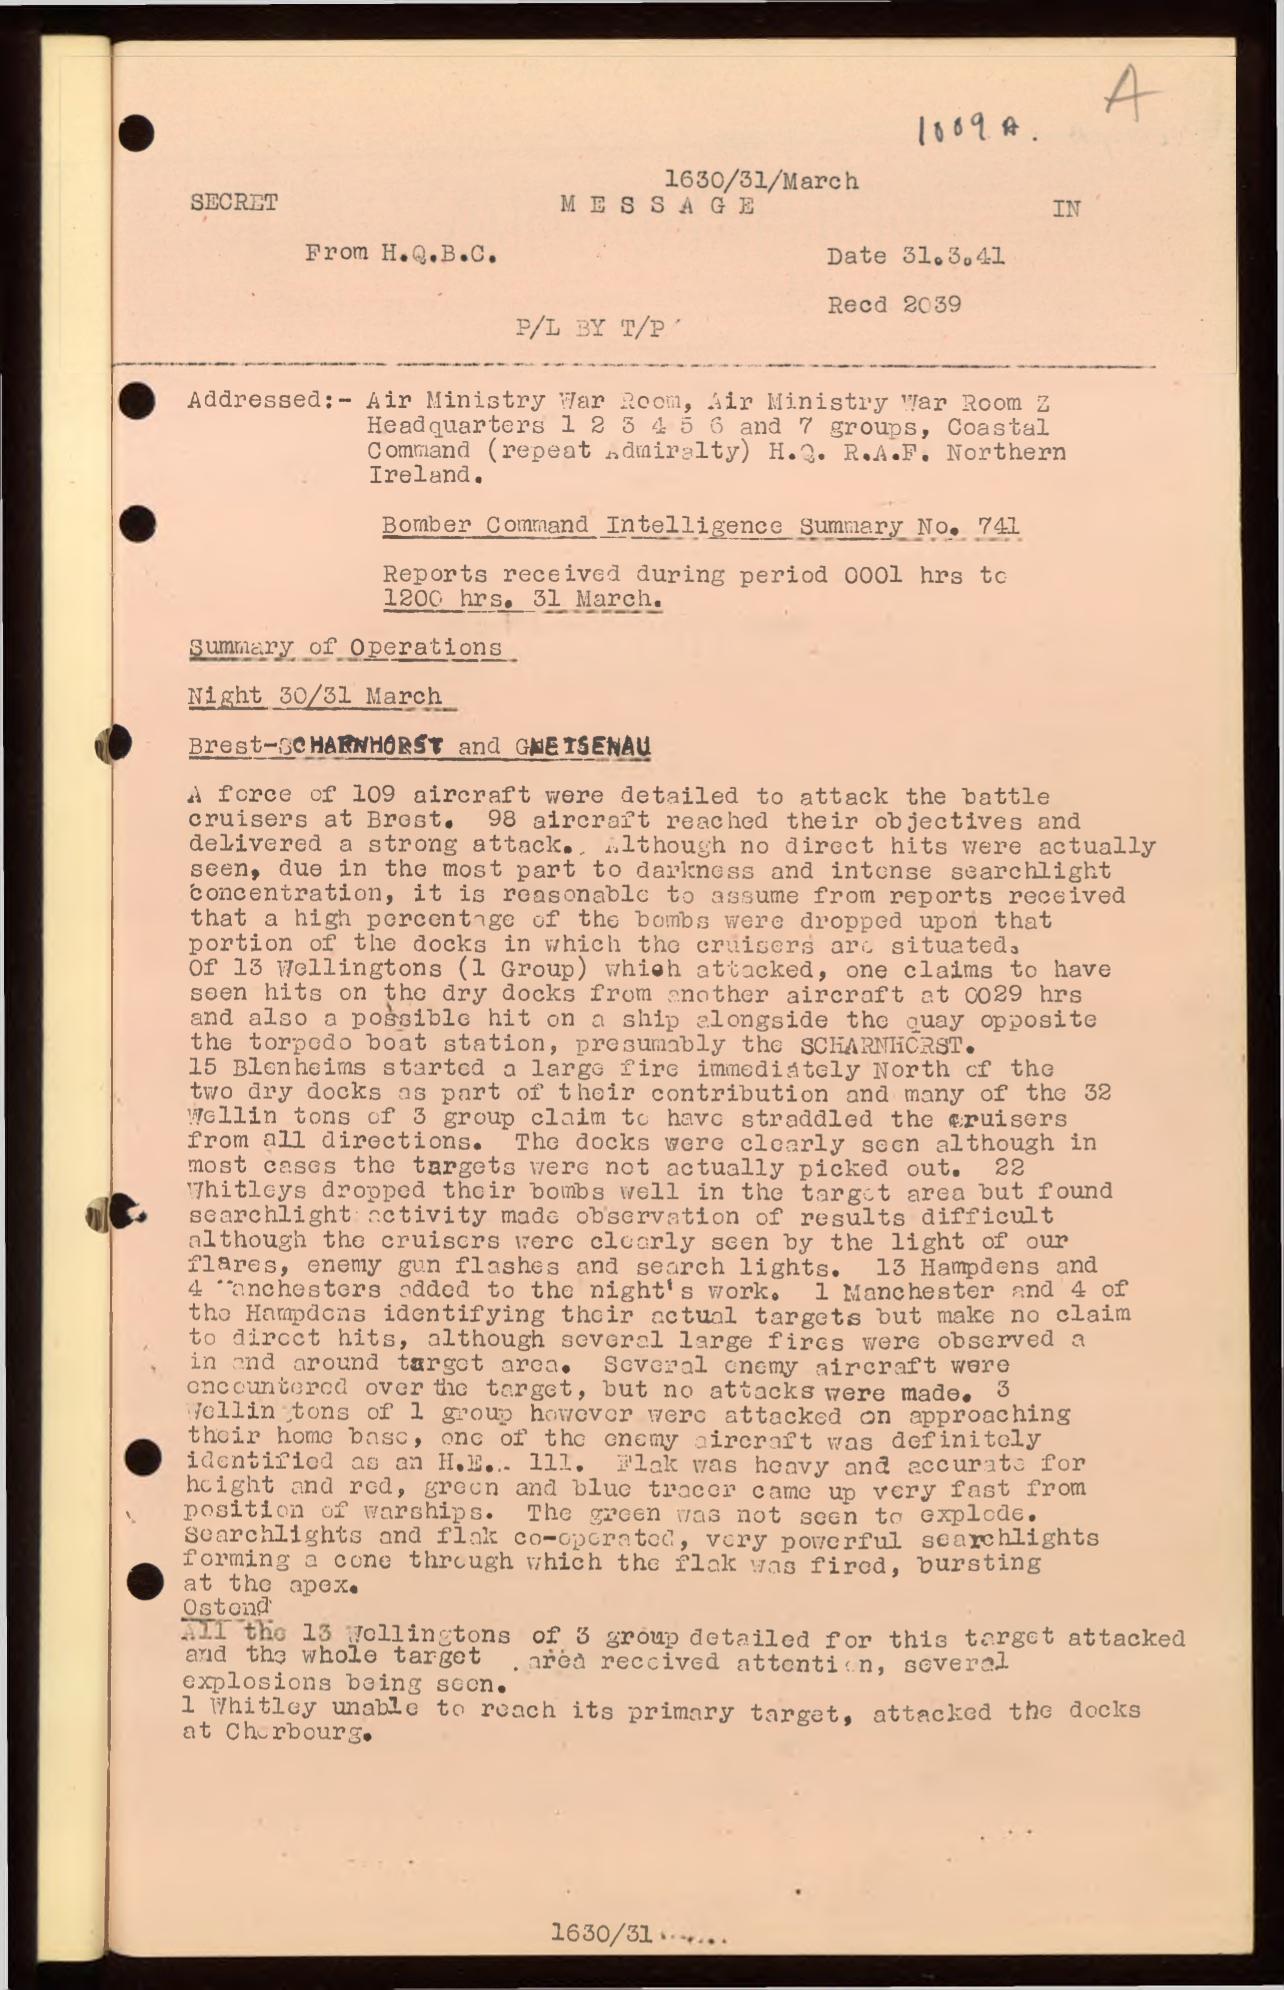 A
1009 A.
1630/31/March
SECRET M E S S A G E IN
From H.Q.B.C. Date 31.3.41
Recd 2039
P/L BY T/P
Addressed:- Air Ministry War Room, Air Ministry War Room Z
Headquarters 1 2 3 4 5 6 and 7 groups, Coastal
Command (repeat Admiralty) H.Q. R.A.F. Northern
Ireland.
Bomber Command Intelligence Summary No. 741
Reports received during period 0001 hrs to
1200 hrs. 31 March.
Summary of Operations
Night 30/31 March
Brest-SCHARNHORST and GNEISENAU
A force of 109 aircraft were detailed to attack the battle
cruisers at Brest. 98 aircraft reached their objectives and
delivered a strong attack. Although no direct hits were actually
seen, due in the most part to darkness and intense searchlight
concentration, it is reasonable to assume from reports received
that a high percentage of the bombs were dropped upon that
portion of the docks in which the cruisers are situated.
Of 13 Wellingtons (1 Group) which attacked, one claims to have
seen hits on the dry docks from another aircraft at 0029 hrs
and also a possible hit on a ship alongside the quay opposite
the torpedo boat station, presumably the SCHARNHORST.
15 Blenheims started a large fire immediately North of the
two dry docks as part of their contribution and many of the 32
Wellin tons of 3 group claim to have straddled the cruisers
from all directions. The docks were clearly seen although in
most cases the targets were not actually picked out. 22
Whitleys dropped their bombs well in the target area but found
searchlight activity made observation of results difficult
although the cruisers were clearly seen by the light of our
flares, enemy gun flashes and search lights. 13 Hampdens and
4 Manchesters added to the night's work. 1 Manchester and 4 of
the Hampdens identifying their actual targets but make no claim
to direct hits, although several large fires were observed a
in and around target area. Several enemy aircraft were
encountered over the target, but no attacks were made. 3
Wellingtons of 1 group however were attacked on approaching
their home base, one of the enemy aircraft was definitely
identified as an H.E... 111. Flak was heavy and accurate for
height and red, green and blue tracer came up very fast from
position of warships. The green was not seen to explode.
Searchlights and flak co-operated, very powerful searchlights
forming a cone through which the flak was fired, bursting
at the apex.
Ostend
All the 13 Wellingtons of 3 group detailed for this target attacked
and the whole target area received attention, several
explosions being seen.
1 Whitley unable to reach its primary target, attacked the docks
at Cherbourg.
1630/31......